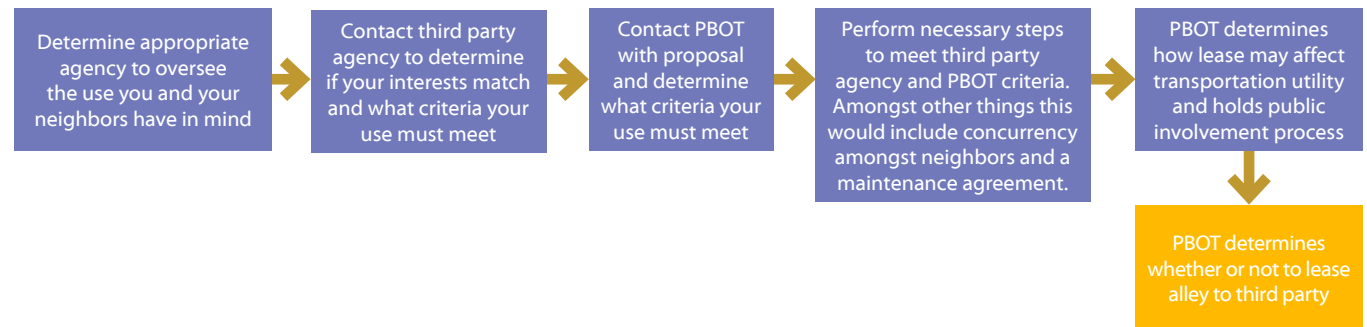 Determine appropriate
agency to oversee
the use you and your
neighbors have in mind
Contact third party
agency to determine
if your interests match
and what criteria your
use must meet
Contact PBOT
with proposal
and determine
what criteria your
use must meet
Perform necessary steps
to meet third party
agency and PBOT criteria.
Amongst other things this
would include concurrency
amongst neighbors and a
maintenance agreement.
PBOT determines
how lease may affect
transportation utility
and holds public
involvement process
PBOT determines
whether or not to lease
alley to third party